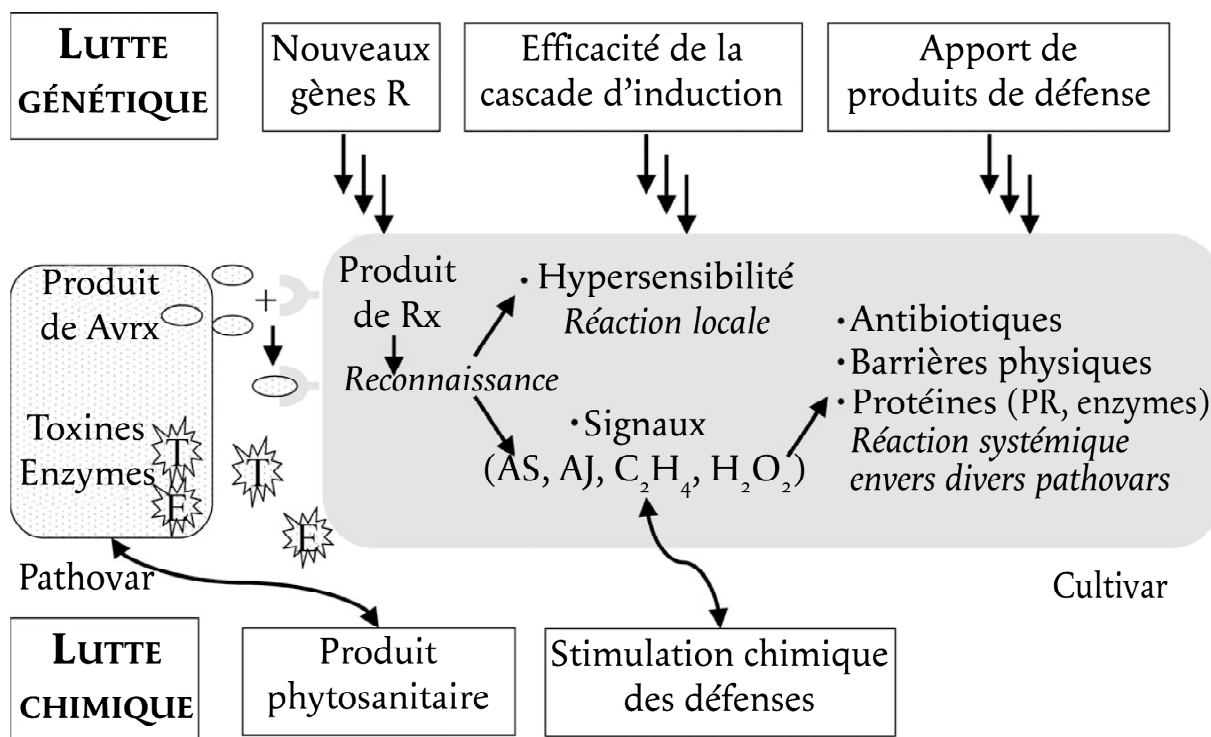 LUTTE
GÉNÉTIQUE
Nouveaux
gènes R
Efficacité de la
cascade d'induction
Apport de
produits de défense
Produit
de Avrx
+
Produit
de Rx
Reconnaissance
· Hypersensibilité
Réaction locale
· Signaux
(AS, AJ, C₂H₄, H₂O₂)
· Antibiotiques
· Barrières physiques
· Protéines (PR, enzymes)
Réaction systémique
envers divers pathovars
Toxines
Enzymes
T
E
T
E
Pathovar
Cultivar
LUTTE
CHIMIQUE
Produit
phytosanitaire
Stimulation chimique
des défenses